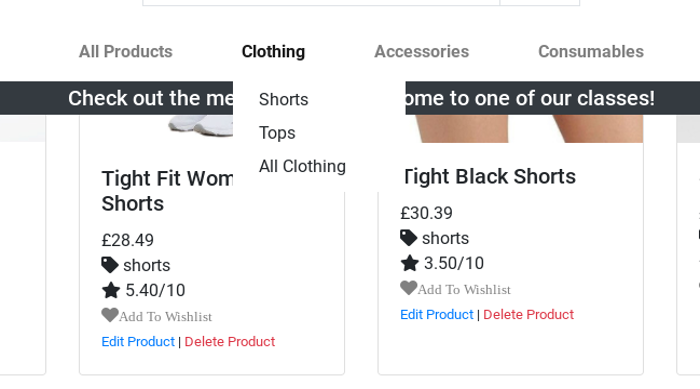 All Products Clothing Accessories Consumables
Check out the me ome to one of our classes!
Shorts
Tops
All Clothing
Tight Fit Wom
Shorts
£28.49
shorts
5.40/10
Add To Wishlist
Edit Product | Delete Product
Tight Black Shorts
£30.39
shorts
3.50/10
Add To Wishlist
Edit Product | Delete Product